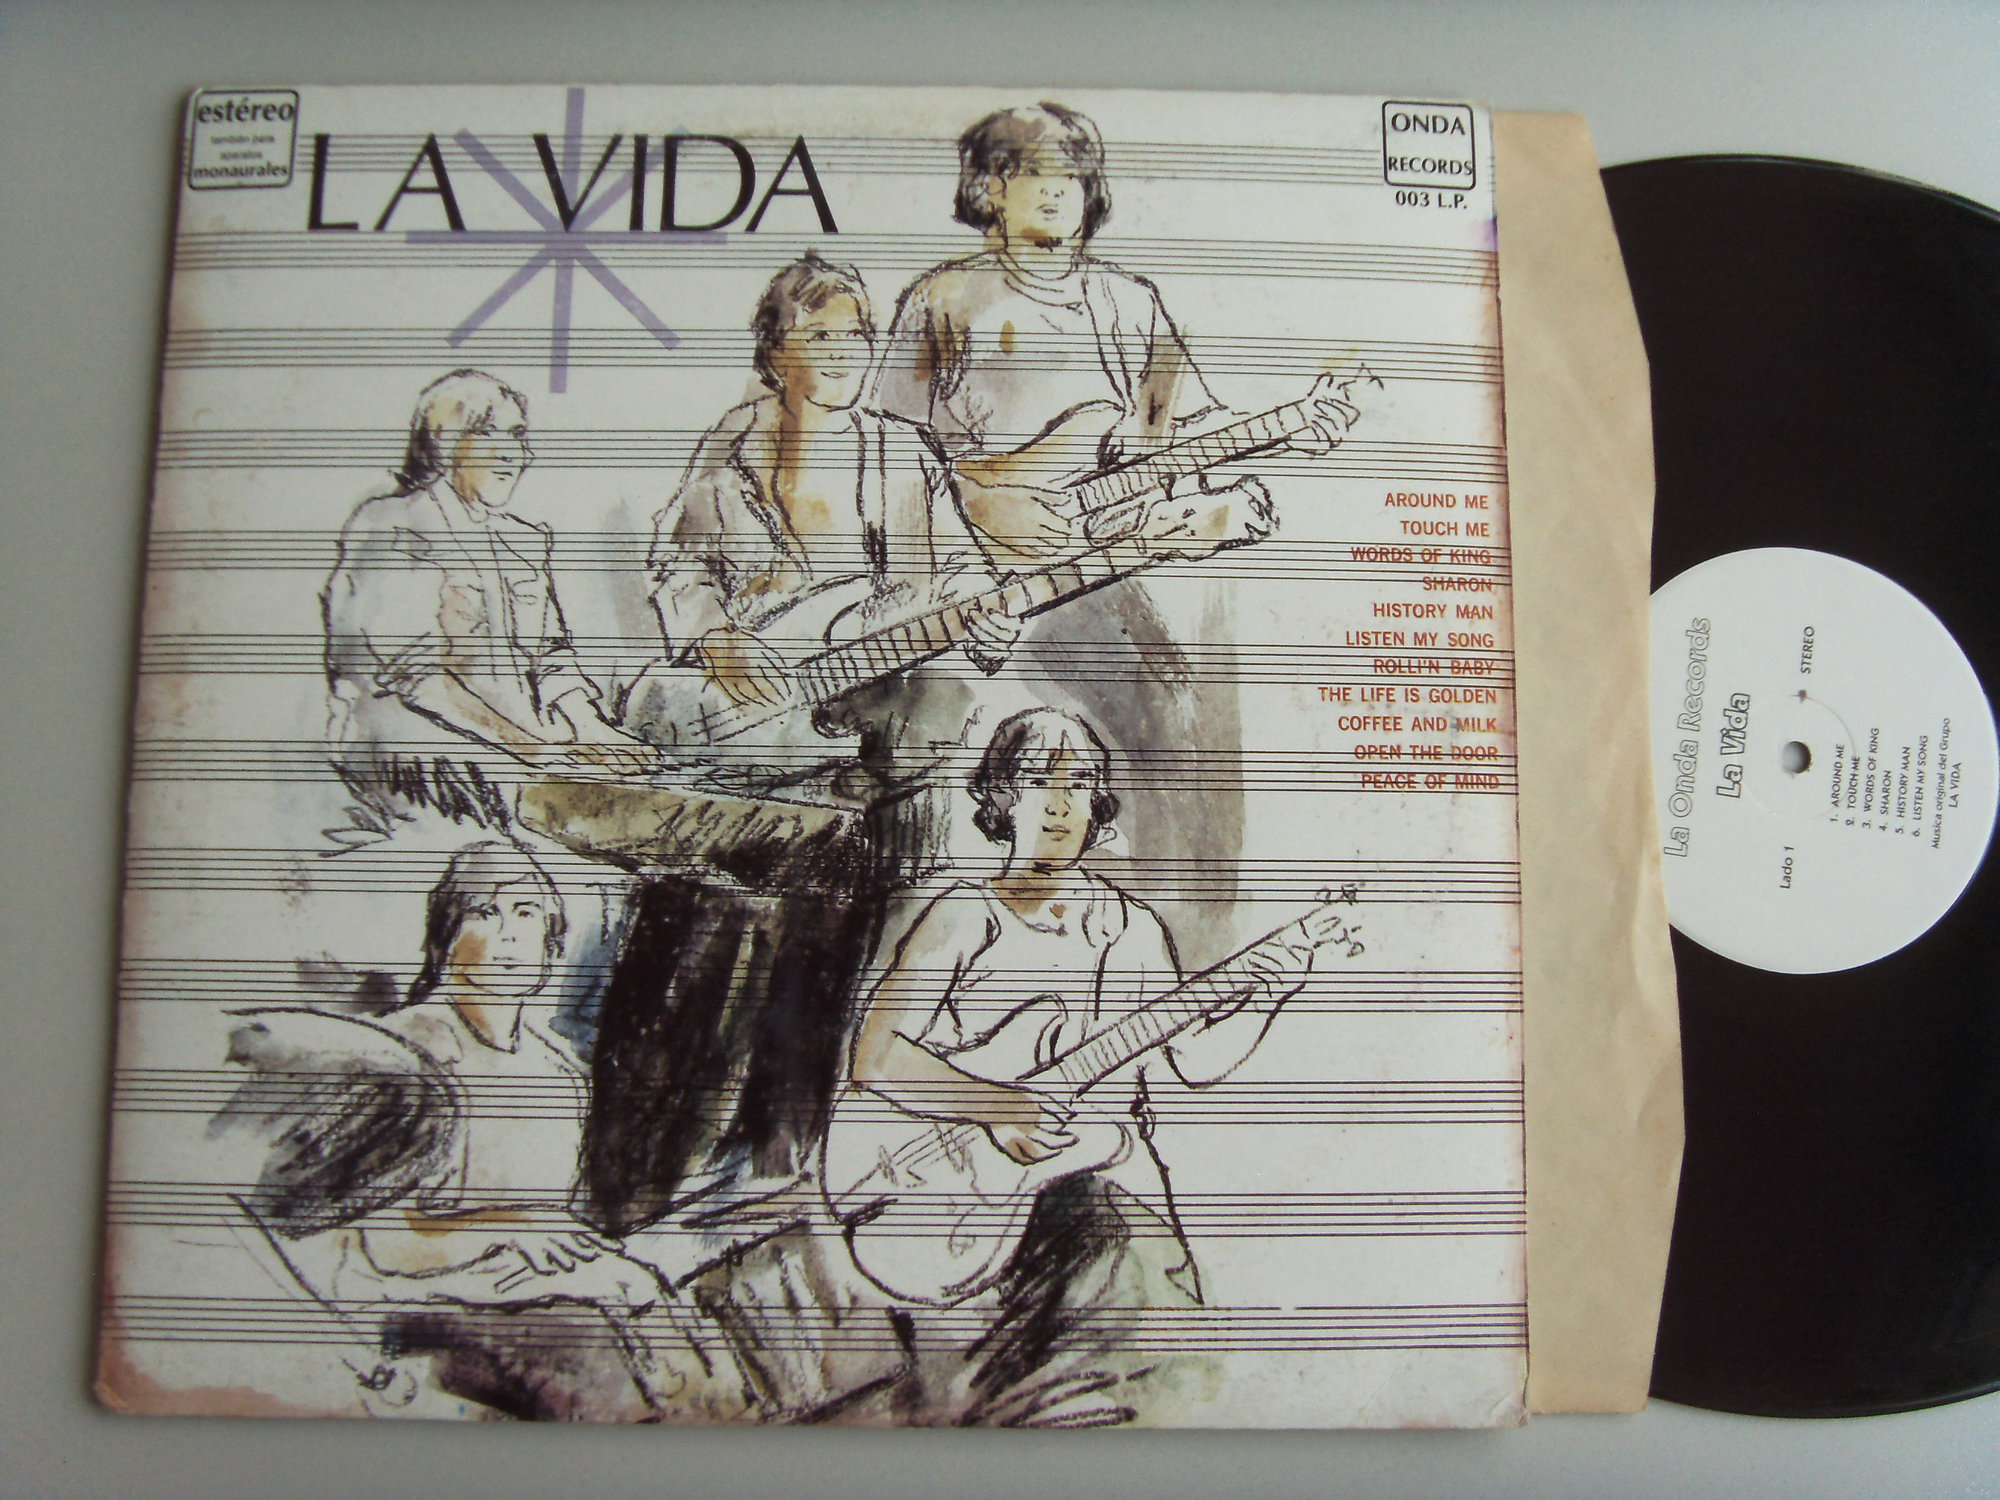 estéreo
también para
aparatos
monaurales
LA VIDA
ONDA
RECORDS
003 L.P.
AROUND ME
TOUCH ME
WORDS OF KING
SHARON
HISTORY MAN
LISTEN MY SONG
ROLLI'N BABY
THE LIFE IS GOLDEN
COFFEE AND MILK
OPEN THE DOOR
PEACE OF MIND
La Onda Records
La Vida
Lado 1
STEREO
1. AROUND ME
2. TOUCH ME
3. WORDS OF KING
4. SHARON
5. HISTORY MAN
6. LISTEN MY SONG
Musica original del Grupo
LA VIDA